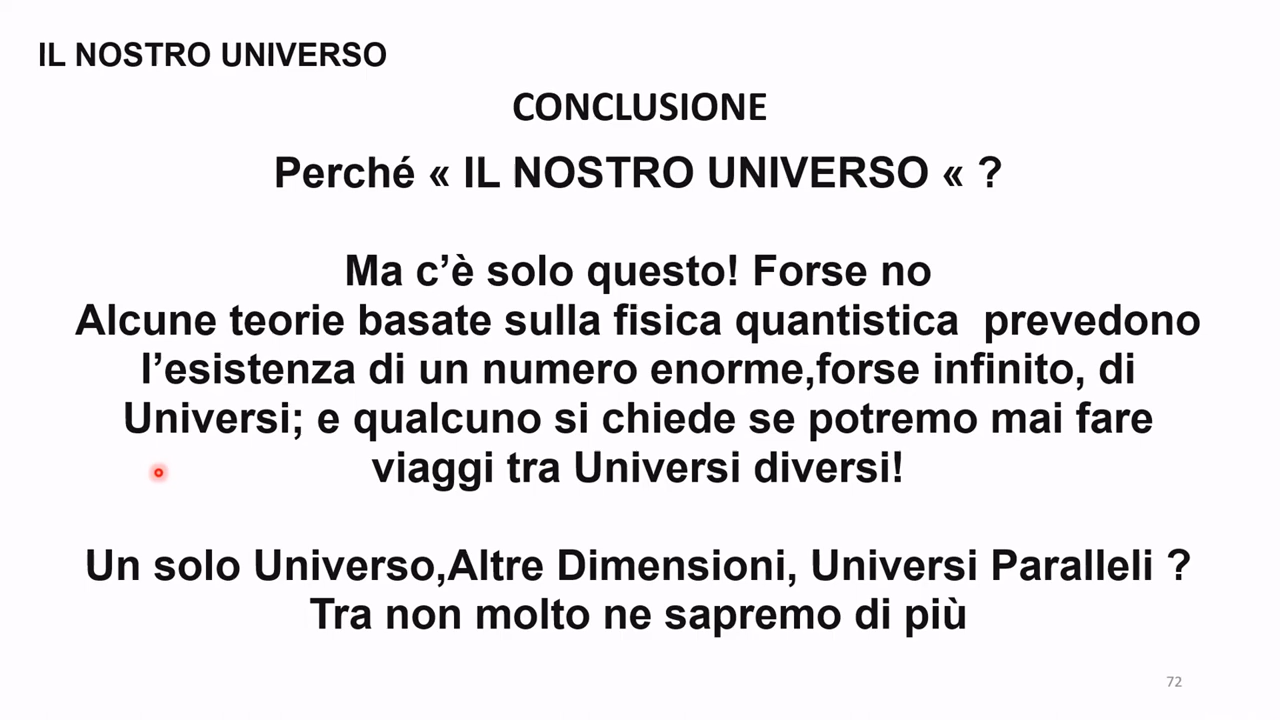 IL NOSTRO UNIVERSO
CONCLUSIONE
Perché « IL NOSTRO UNIVERSO « ?
Ma c’è solo questo! Forse no
Alcune teorie basate sulla fisica quantistica  prevedono
l’esistenza di un numero enorme,forse infinito, di
Universi; e qualcuno si chiede se potremo mai fare
viaggi tra Universi diversi!
Un solo Universo,Altre Dimensioni, Universi Paralleli ?
Tra non molto ne sapremo di più
72